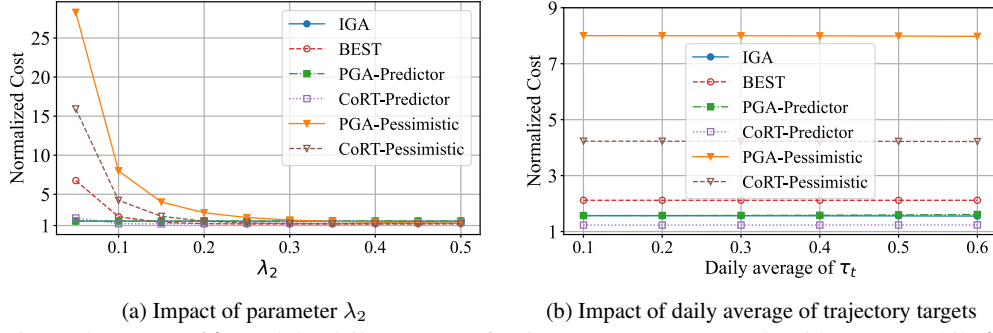 25
20
15
10
5
1
Normalized Cost
IGA
BEST
PGA-Predictor
CoRT-Predictor
PGA-Pessimistic
CoRT-Pessimistic
0.1 0.2 0.3 0.4 0.5
λ2
(a) Impact of parameter λ2
9
7
5
3
1
Normalized Cost
IGA
BEST
PGA-Predictor
CoRT-Predictor
PGA-Pessimistic
CoRT-Pessimistic
0.1 0.2 0.3 0.4 0.5 0.6
Daily average of τt
(b) Impact of daily average of trajectory targets